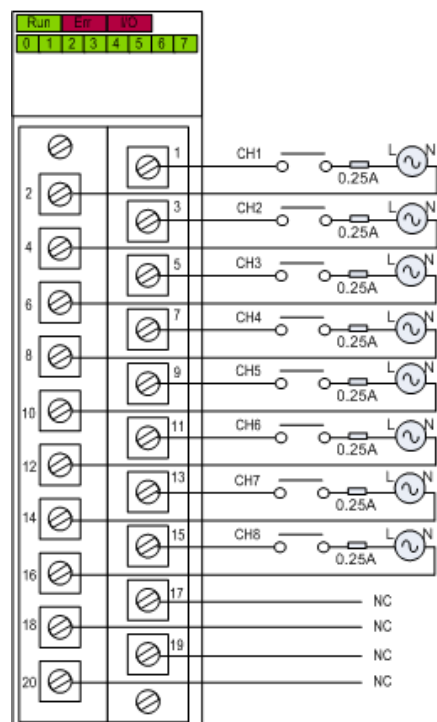 Run Err I/O
0 1 2 3 4 5 6 7
1 CH1 L N
0.25A
2
3 CH2 L N
0.25A
4
5 CH3 L N
0.25A
6
7 CH4 L N
0.25A
8
9 CH5 L N
0.25A
10
11 CH6 L N
0.25A
12
13 CH7 L N
0.25A
14
15 CH8 L N
0.25A
16
17 NC
18 NC
19 NC
20 NC